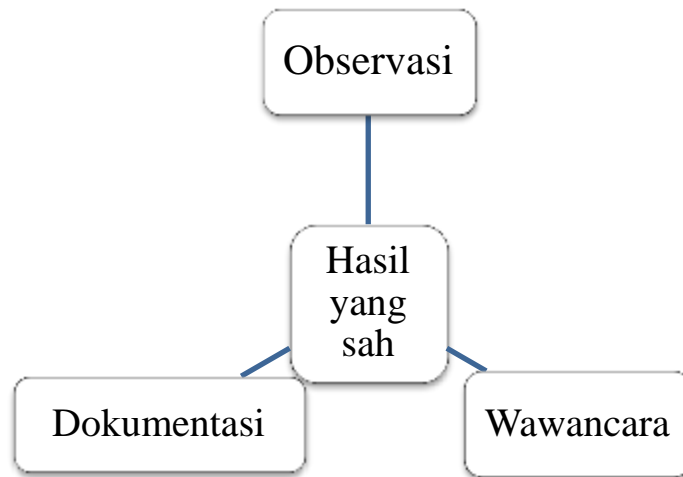 Observasi
Hasil
yang
sah
Dokumentasi
Wawancara